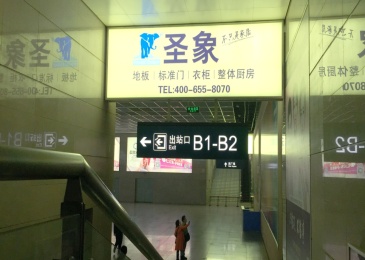 圣象
地板 | 标准门 | 衣柜 | 整体厨房
TEL:400-655-8070
出站口 B1-B2
Exit